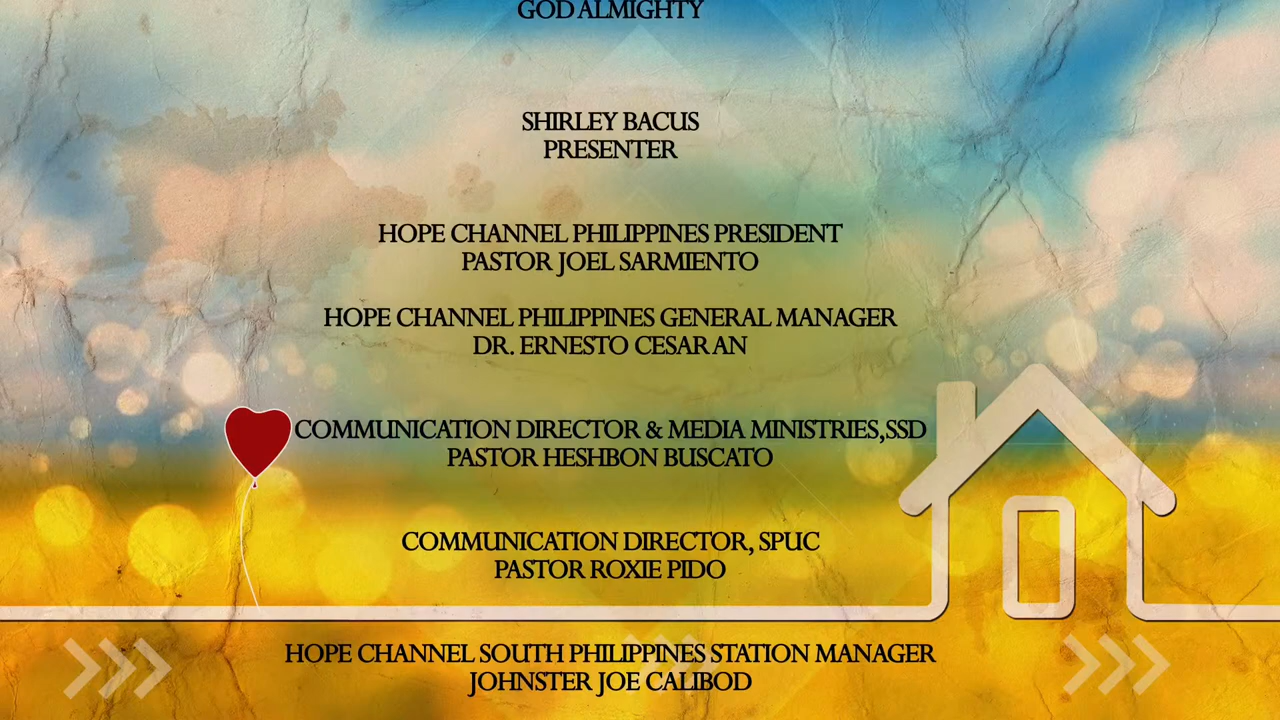 GOD ALMIGHTY
SHIRLEY BACUS
PRESENTER
HOPE CHANNEL PHILIPPINES PRESIDENT
PASTOR JOEL SARMIENTO
HOPE CHANNEL PHILIPPINES GENERAL MANAGER
DR. ERNESTO CESARAN
COMMUNICATION DIRECTOR & MEDIA MINISTRIES,SSD
PASTOR HESHBON BUSCATO
COMMUNICATION DIRECTOR, SPUC
PASTOR ROXIE PIDO
HOPE CHANNEL SOUTH PHILIPPINES STATION MANAGER
JOHNSTER JOE CALIBOD